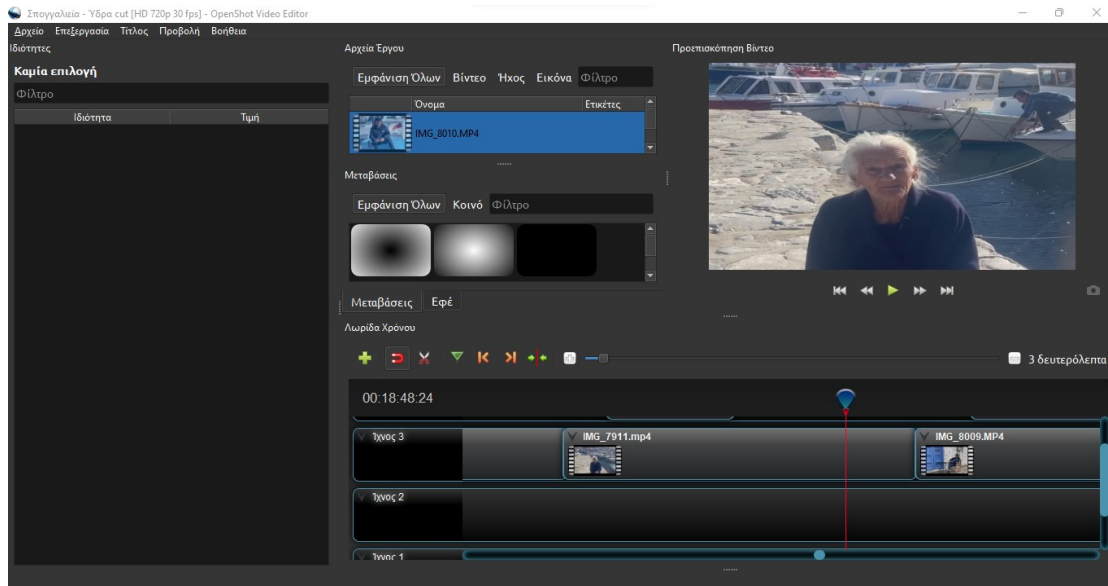 Σπογγαλιεία - Ύδρα cut [HD 720p 30 fps] - OpenShot Video Editor
Αρχείο Επεξεργασία Τίτλος Προβολή Βοήθεια
Ιδιότητες
Καμία επιλογή
Φίλτρο
Ιδιότητα Τιμή
Αρχεία Έργου
Εμφάνιση Όλων Βίντεο Ήχος Εικόνα Φίλτρο
Όνομα Ετικέτες
IMG_8010.MP4
Μεταβάσεις
Εμφάνιση Όλων Κοινό Φίλτρο
Μεταβάσεις Εφέ
Προεπισκόπηση Βίντεο
Λωρίδα Χρόνου
3 δευτερόλεπτα
00:18:48:24
Ίχνος 3 IMG_7911.mp4 IMG_8009.MP4
Ίχνος 2
Ίχνος 1